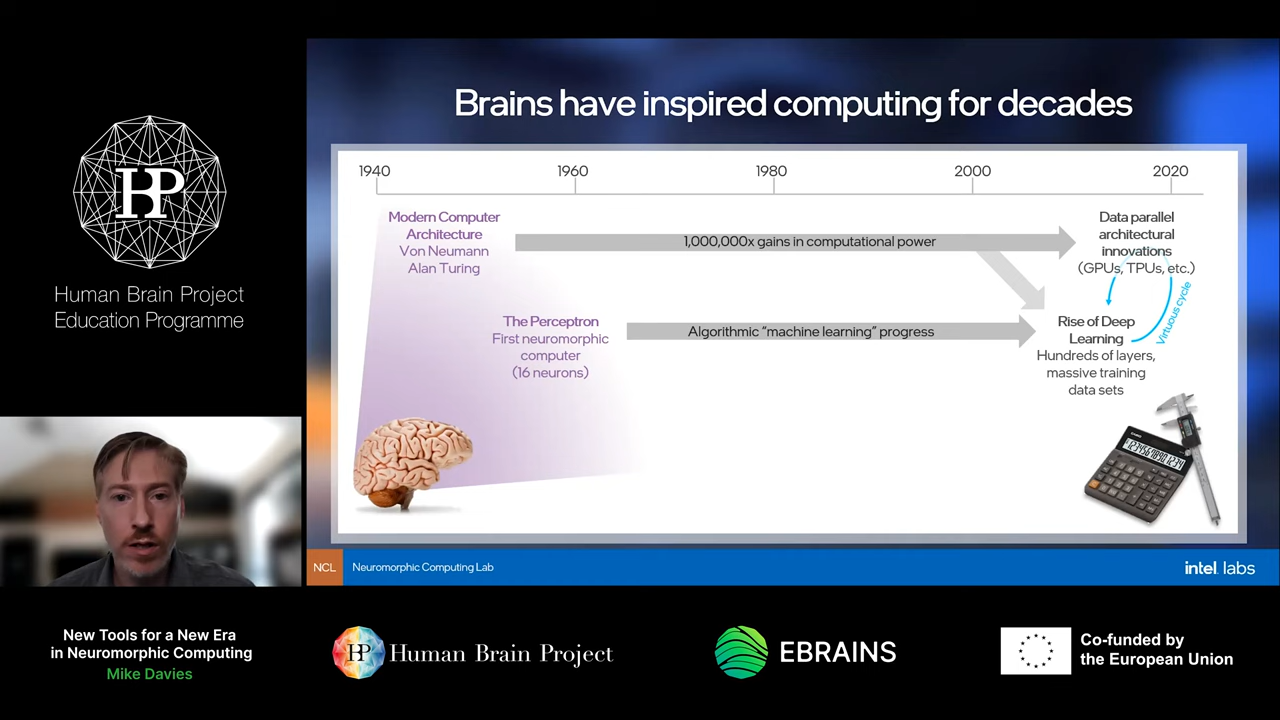 HBP
Human Brain Project
Education Programme
Brains have inspired computing for decades
1940
1960
1980
2000
2020
Modern Computer
Architecture
Von Neumann
Alan Turing
1,000,000x gains in computational power
Data parallel
architectural
innovations
(GPUs, TPUs, etc.)
Virtuous cycle
The Perceptron
First neuromorphic
computer
(16 neurons)
Algorithmic “machine learning” progress
Rise of Deep
Learning
Hundreds of layers,
massive training
data sets
NCL
Neuromorphic Computing Lab
intel labs
New Tools for a New Era
in Neuromorphic Computing
Mike Davies
HBP
Human Brain Project
EBRAINS
Co-funded by
the European Union